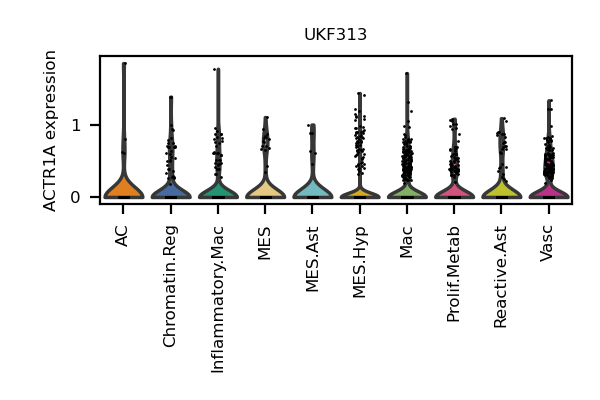 UKF313
ACTR1A expression
1
0
AC
Chromatin.Reg
Inflammatory.Mac
MES
MES.Ast
MES.Hyp
Mac
Prolif.Metab
Reactive.Ast
Vasc